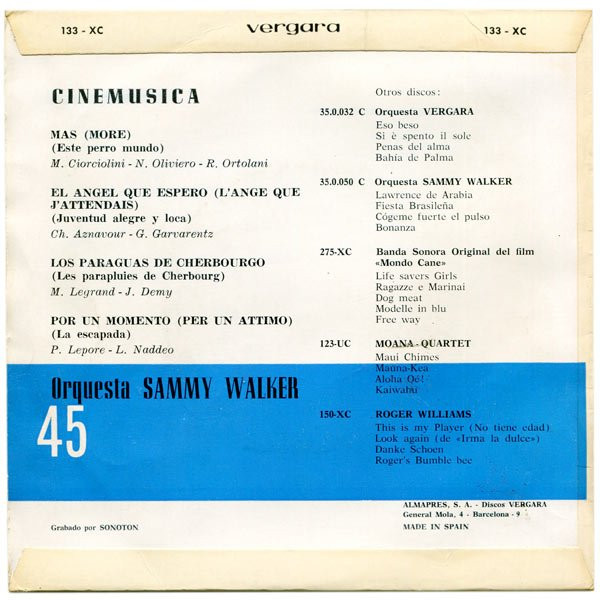 133 - XC
vergara
133 - XC
CINEMUSICA
MAS (MORE)
(Este perro mundo)
M. Ciorciolini - N. Oliviero - R. Ortolani
EL ANGEL QUE ESPERO (L'ANGE QUE
J'ATTENDAIS)
(Juventud alegre y loca)
Ch. Aznavour - G. Garvarentz
LOS PARAGUAS DE CHERBOURGO
(Les parapluies de Cherbourg)
M. Legrand - J. Demy
POR UN MOMENTO (PER UN ATTIMO)
(La escapada)
P. Lepore - L. Naddeo
Orquesta SAMMY WALKER
45
Grabado por SONOTON
Otros discos:
35.0.032 C Orquesta VERGARA
Eso beso
Si è spento il sole
Penas del alma
Bahía de Palma
35.0.050 C Orquesta SAMMY WALKER
Lawrence de Arabia
Fiesta Brasileña
Cógeme fuerte el pulso
Bonanza
275-XC Banda Sonora Original del film
«Mondo Cane»
Life savers Girls
Ragazze e Marinai
Dog meat
Modelle in blu
Free way
123-UC MOANA-QUARTET
Maui Chimes
Mauna-Kea
Aloha Oe!
Kaiwahu
150-XC ROGER WILLIAMS
This is my Player (No tiene edad)
Look again (de «Irma la dulce»)
Danke Schoen
Roger's Bumble bee
ALMAPRES, S. A. - Discos VERGARA
General Mola, 4 - Barcelona - 9
MADE IN SPAIN